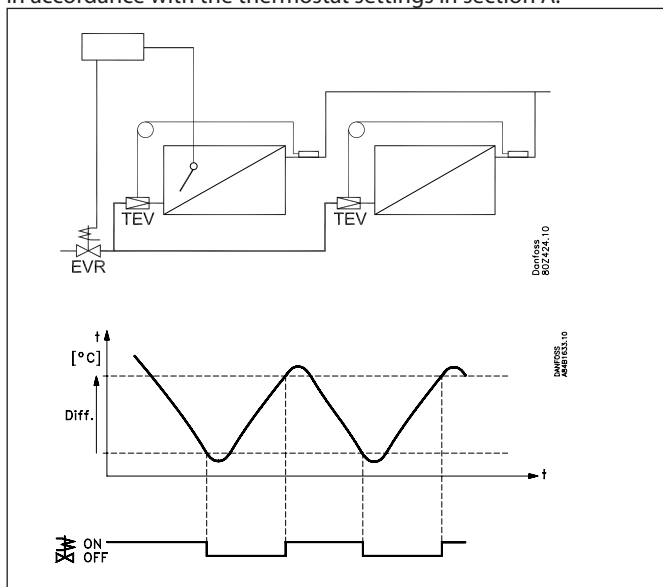 in accordance with the thermostat settings in section A.
TEV
TEV
EVR
Danfoss
80Z424.10
t
[°C]
Diff.
t
DANFOSS
A84B1633.10
ON
OFF